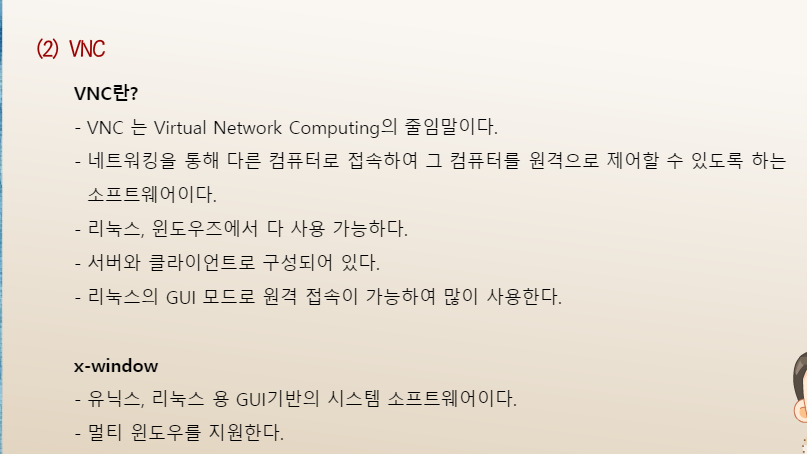 (2) VNC
VNC란?
- VNC 는 Virtual Network Computing의 줄임말이다.
- 네트워킹을 통해 다른 컴퓨터로 접속하여 그 컴퓨터를 원격으로 제어할 수 있도록 하는
소프트웨어이다.
- 리눅스, 윈도우즈에서 다 사용 가능하다.
- 서버와 클라이언트로 구성되어 있다.
- 리눅스의 GUI 모드로 원격 접속이 가능하여 많이 사용한다.
x-window
- 유닉스, 리눅스 용 GUI기반의 시스템 소프트웨어이다.
- 멀티 윈도우를 지원한다.